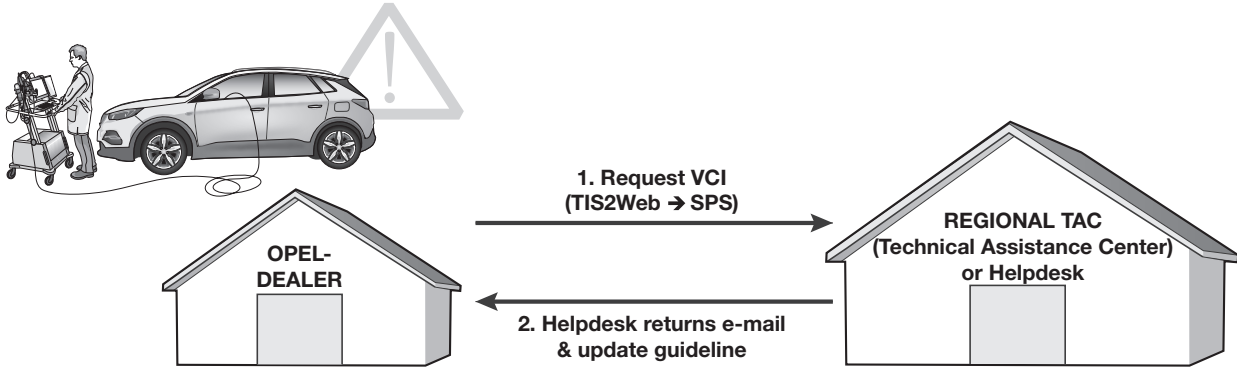 1. Request VCI
(TIS2Web → SPS)
OPEL-
DEALER
REGIONAL TAC
(Technical Assistance Center)
or Helpdesk
2. Helpdesk returns e-mail
& update guideline